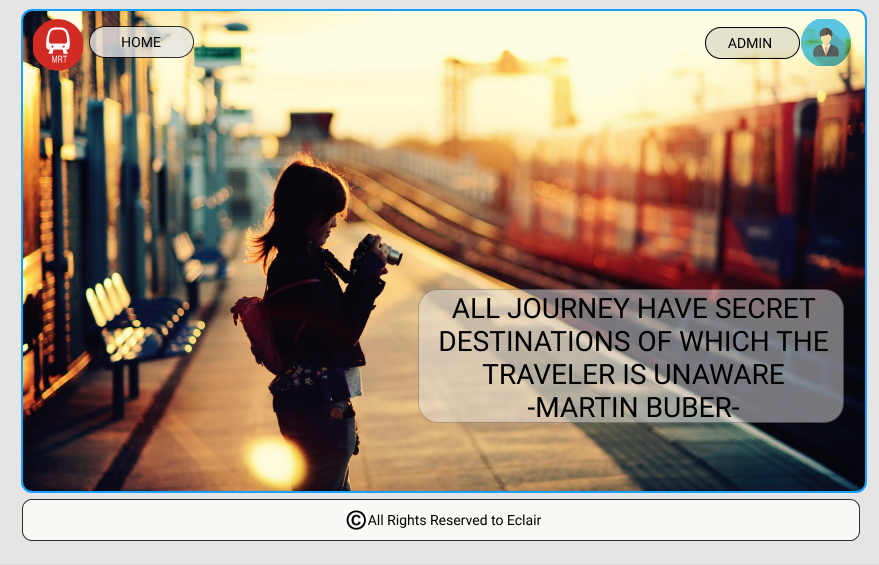 MRT
HOME
ADMIN
ALL JOURNEY HAVE SECRET
DESTINATIONS OF WHICH THE
TRAVELER IS UNAWARE
-MARTIN BUBER-
©All Rights Reserved to Eclair